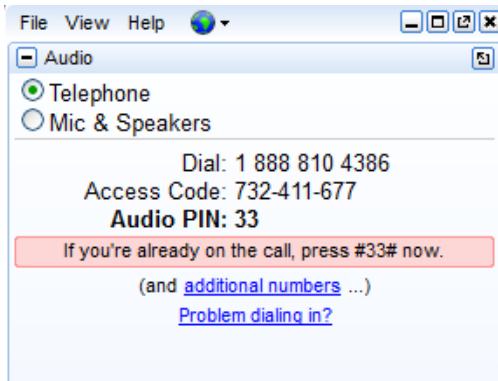 File View Help
Audio
Telephone
Mic & Speakers
Dial: 1 888 810 4386
Access Code: 732-411-677
Audio PIN: 33
If you're already on the call, press #33# now.
(and additional numbers ...)
Problem dialing in?